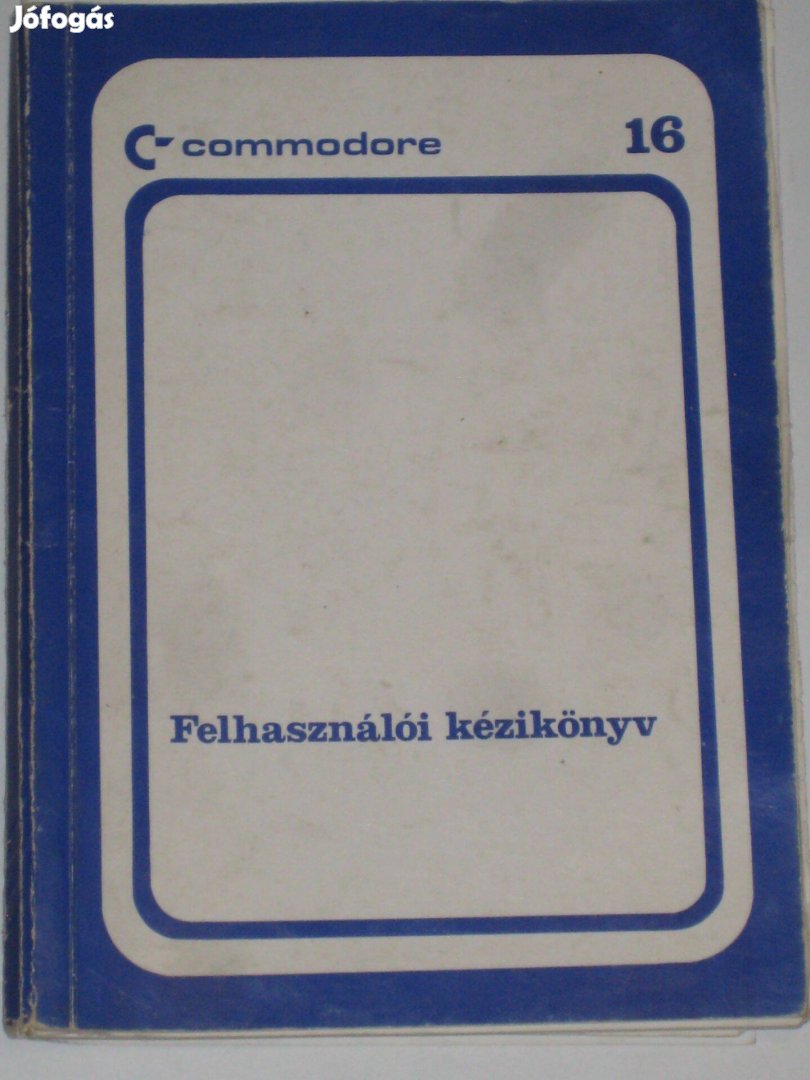 Jófogás
commodore 16
Felhasználói kézikönyv